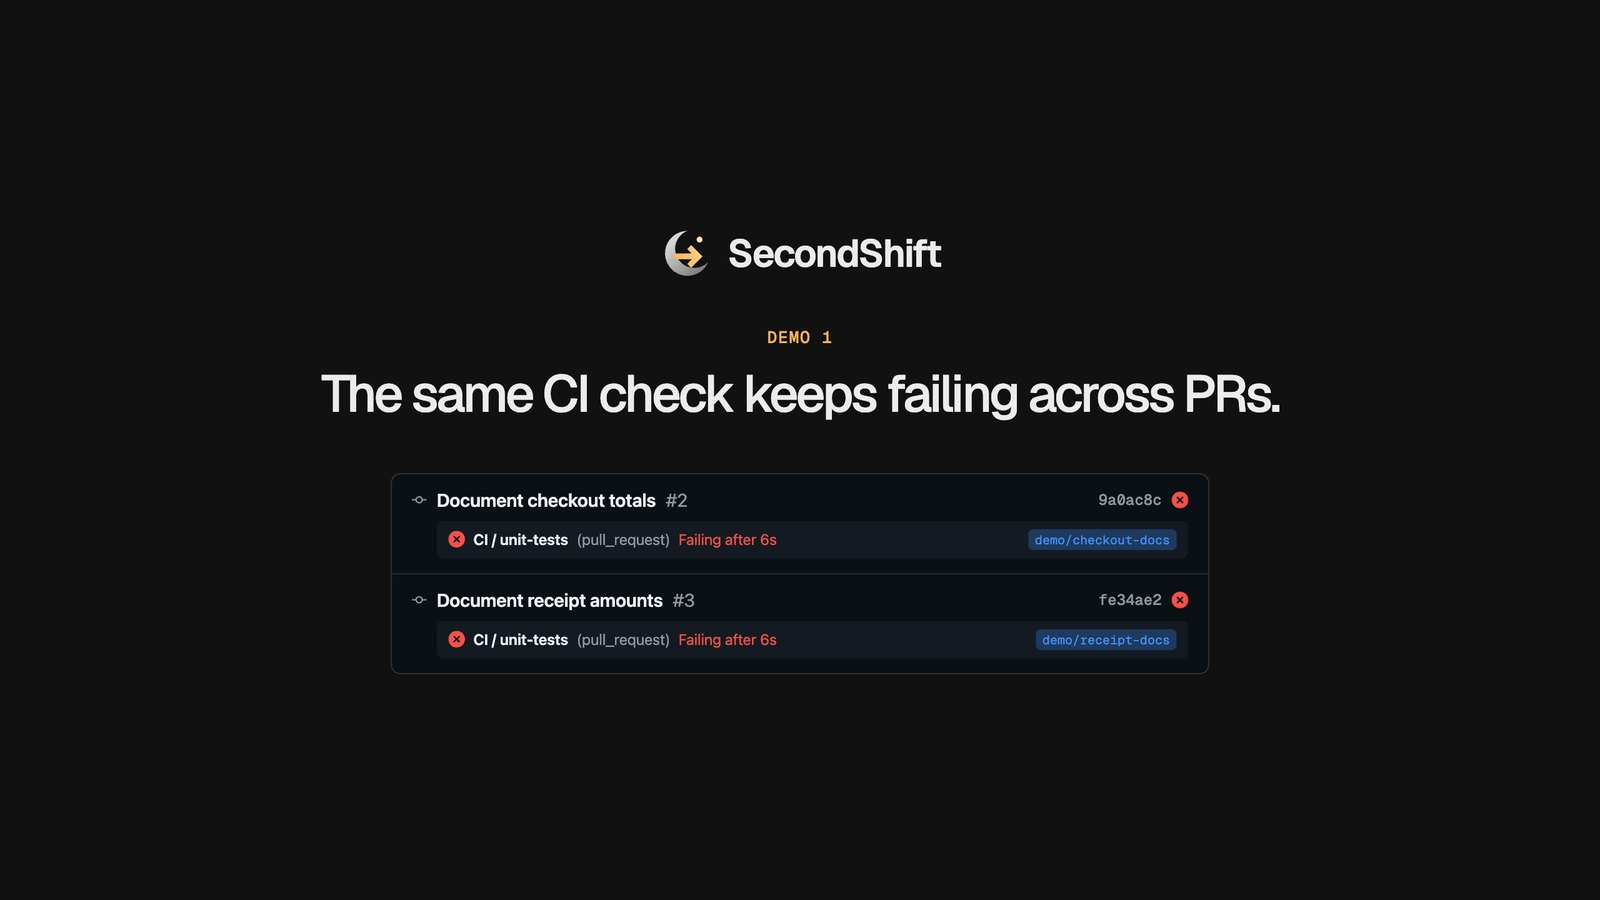 SecondShift
DEMO 1
The same CI check keeps failing across PRs.
Document checkout totals #2 9a0ac8c
CI / unit-tests (pull_request) Failing after 6s demo/checkout-docs
Document receipt amounts #3 fe34ae2
CI / unit-tests (pull_request) Failing after 6s demo/receipt-docs